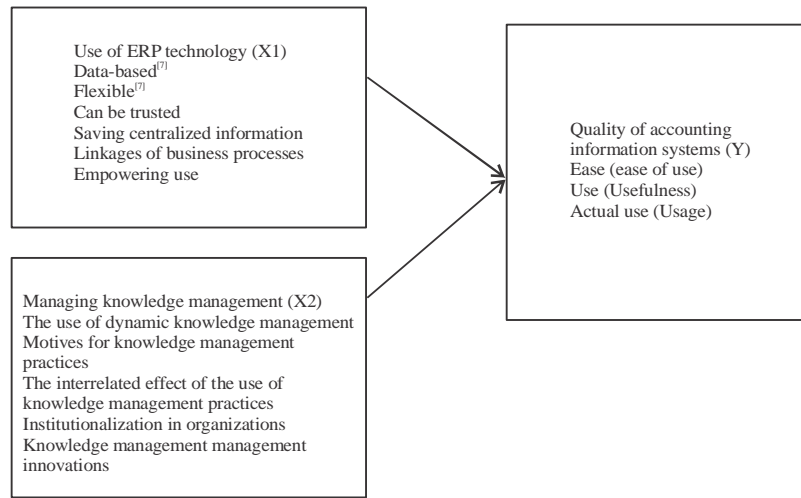 Use of ERP technology (X1)
Data-based[7]
Flexible[7]
Can be trusted
Saving centralized information
Linkages of business processes
Empowering use
Quality of accounting
information systems (Y)
Ease (ease of use)
Use (Usefulness)
Actual use (Usage)
Managing knowledge management (X2)
The use of dynamic knowledge management
Motives for knowledge management
practices
The interrelated effect of the use of
knowledge management practices
Institutionalization in organizations
Knowledge management management
innovations